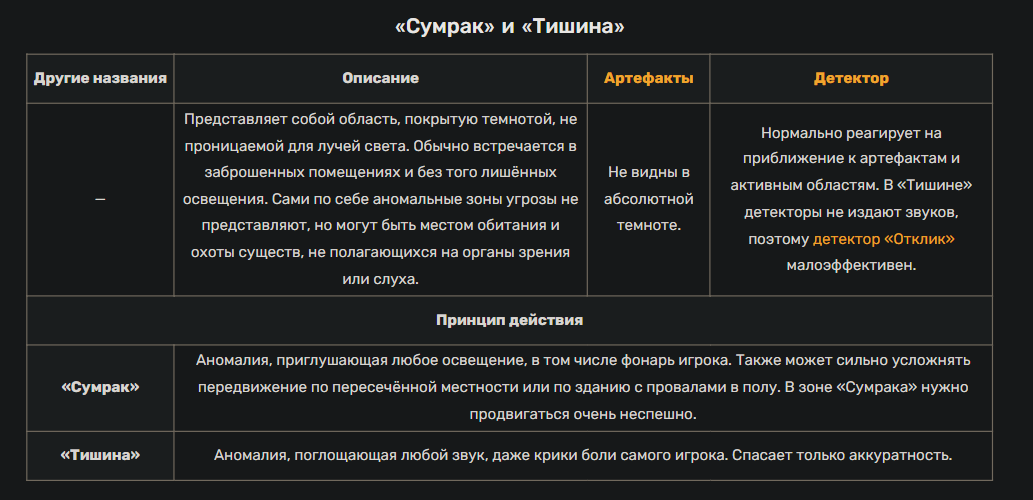 «Сумрак» и «Тишина»
Другие названия
Описание
Артефакты
Детектор
—
Представляет собой область, покрытую темнотой, не
проницаемой для лучей света. Обычно встречается в
заброшенных помещениях и без того лишённых
освещения. Сами по себе аномальные зоны угрозы не
представляют, но могут быть местом обитания и
охоты существ, не полагающихся на органы зрения
или слуха.
Не видны в
абсолютной
темноте.
Нормально реагирует на
приближение к артефактам и
активным областям. В «Тишине»
детекторы не издают звуков,
поэтому детектор «Отклик»
малоэффективен.
Принцип действия
«Сумрак»
Аномалия, приглушающая любое освещение, в том числе фонарь игрока. Также может сильно усложнять
передвижение по пересечённой местности или по зданию с провалами в полу. В зоне «Сумрака» нужно
продвигаться очень неспешно.
«Тишина»
Аномалия, поглощающая любой звук, даже крики боли самого игрока. Спасает только аккуратность.